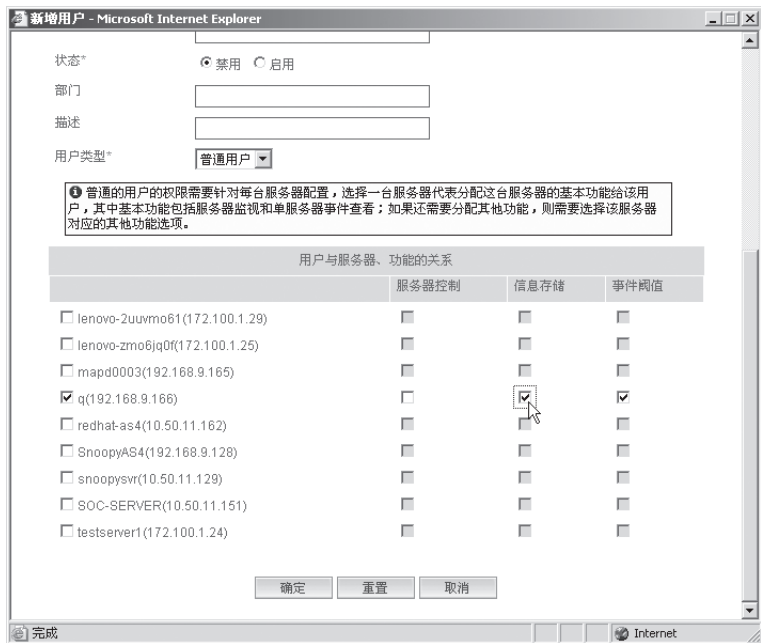 新增用户 - Microsoft Internet Explorer
状态*
禁用 启用
部门
描述
用户类型*
普通用户
普通的用户的权限需要针对每台服务器配置，选择一台服务器代表分配这台服务器的基本功能给该用
户，其中基本功能包括服务器监视和单服务器事件查看；如果还需要分配其他功能，则需要选择该服务器
对应的其他功能选项。
用户与服务器、功能的关系
服务器控制 信息存储 事件阈值
lenovo-2uuvmo61(172.100.1.29)
lenovo-zmo6jq0f(172.100.1.25)
mapd0003(192.168.9.165)
q(192.168.9.166)
redhat-as4(10.50.11.162)
SnoopyAS4(192.168.9.128)
snoopysvr(10.50.11.129)
SOC-SERVER(10.50.11.151)
testserver1(172.100.1.24)
确定 重置 取消
完成 Internet